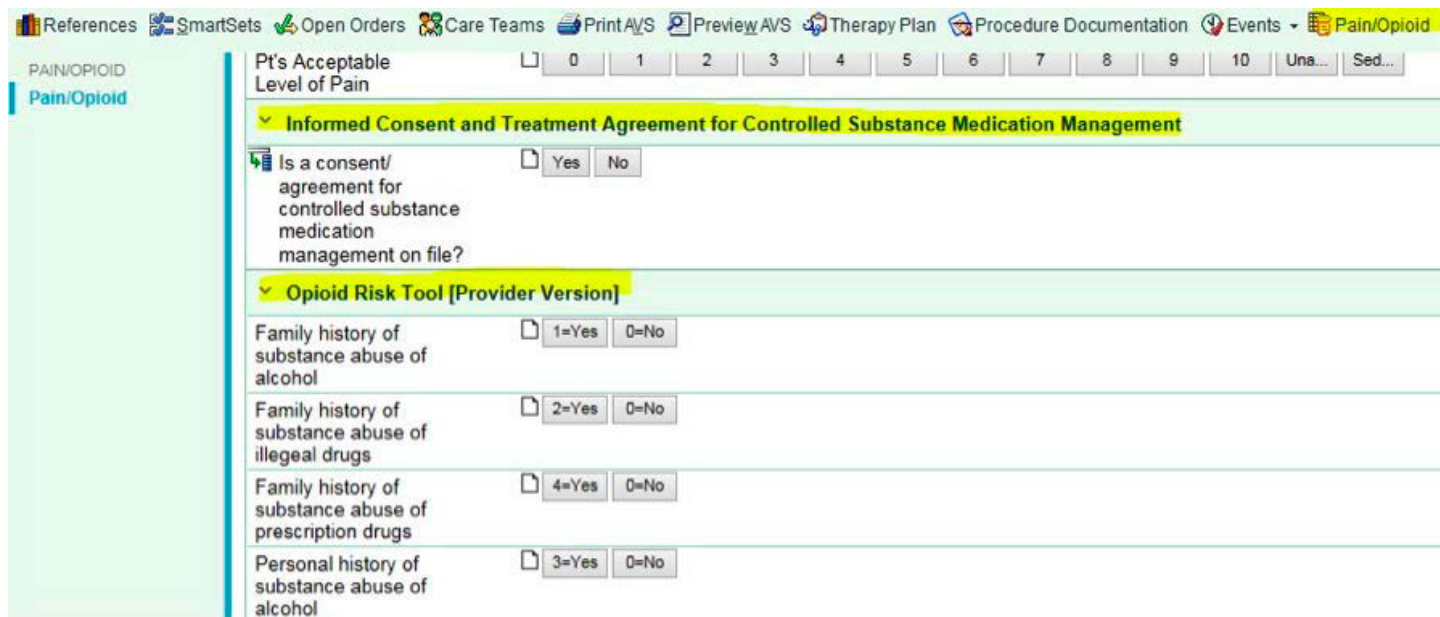 References SmartSets Open Orders Care Teams Print AVS Preview AVS Therapy Plan Procedure Documentation Events Pain/Opioid
PAIN/OPIOID
Pain/Opioid
Pt's Acceptable
Level of Pain
0 1 2 3 4 5 6 7 8 9 10 Una... Sed...
Informed Consent and Treatment Agreement for Controlled Substance Medication Management
Is a consent/
agreement for
controlled substance
medication
management on file?
Yes No
Opioid Risk Tool [Provider Version]
Family history of
substance abuse of
alcohol
1=Yes 0=No
Family history of
substance abuse of
illegeal drugs
2=Yes 0=No
Family history of
substance abuse of
prescription drugs
4=Yes 0=No
Personal history of
substance abuse of
alcohol
3=Yes 0=No